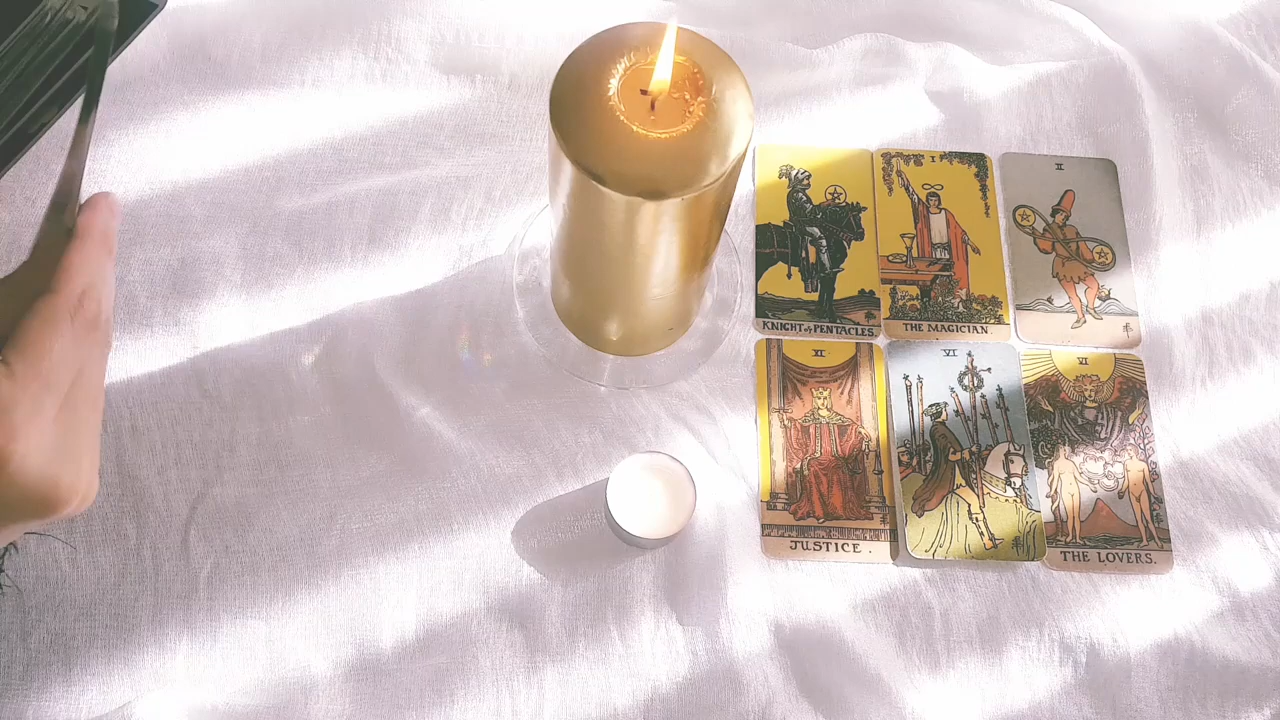 I
II
KNIGHT of PENTACLES.
THE MAGICIAN.
XI
VI
VI
JUSTICE.
THE LOVERS.